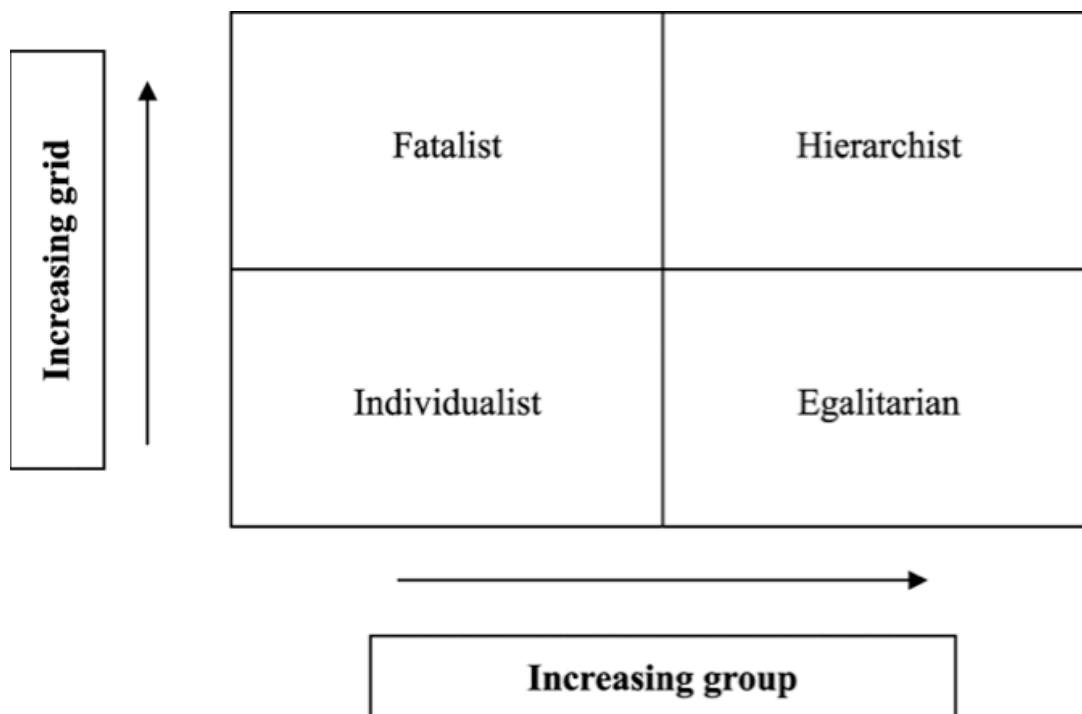 Increasing grid
Fatalist
Hierarchist
Individualist
Egalitarian
Increasing group